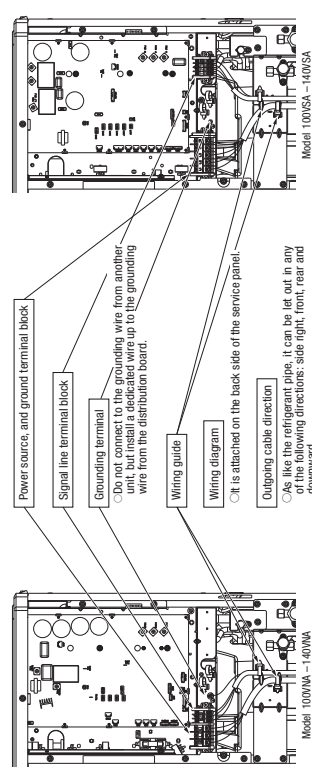 Power source, and ground terminal block
Signal line terminal block
Grounding terminal
○Do not connect to the grounding wire from another
unit, but install a dedicated wire up to the grounding
wire from the distribution board.
Wiring guide
Wiring diagram
○It is attached on the back side of the service panel.
Outgoing cable direction
○As like the refrigerant pipe, it can be let out in any
of the following directions: side right, front, rear and
downward
Model 100VNA – 140VNA
Model 100VSA – 140VSA